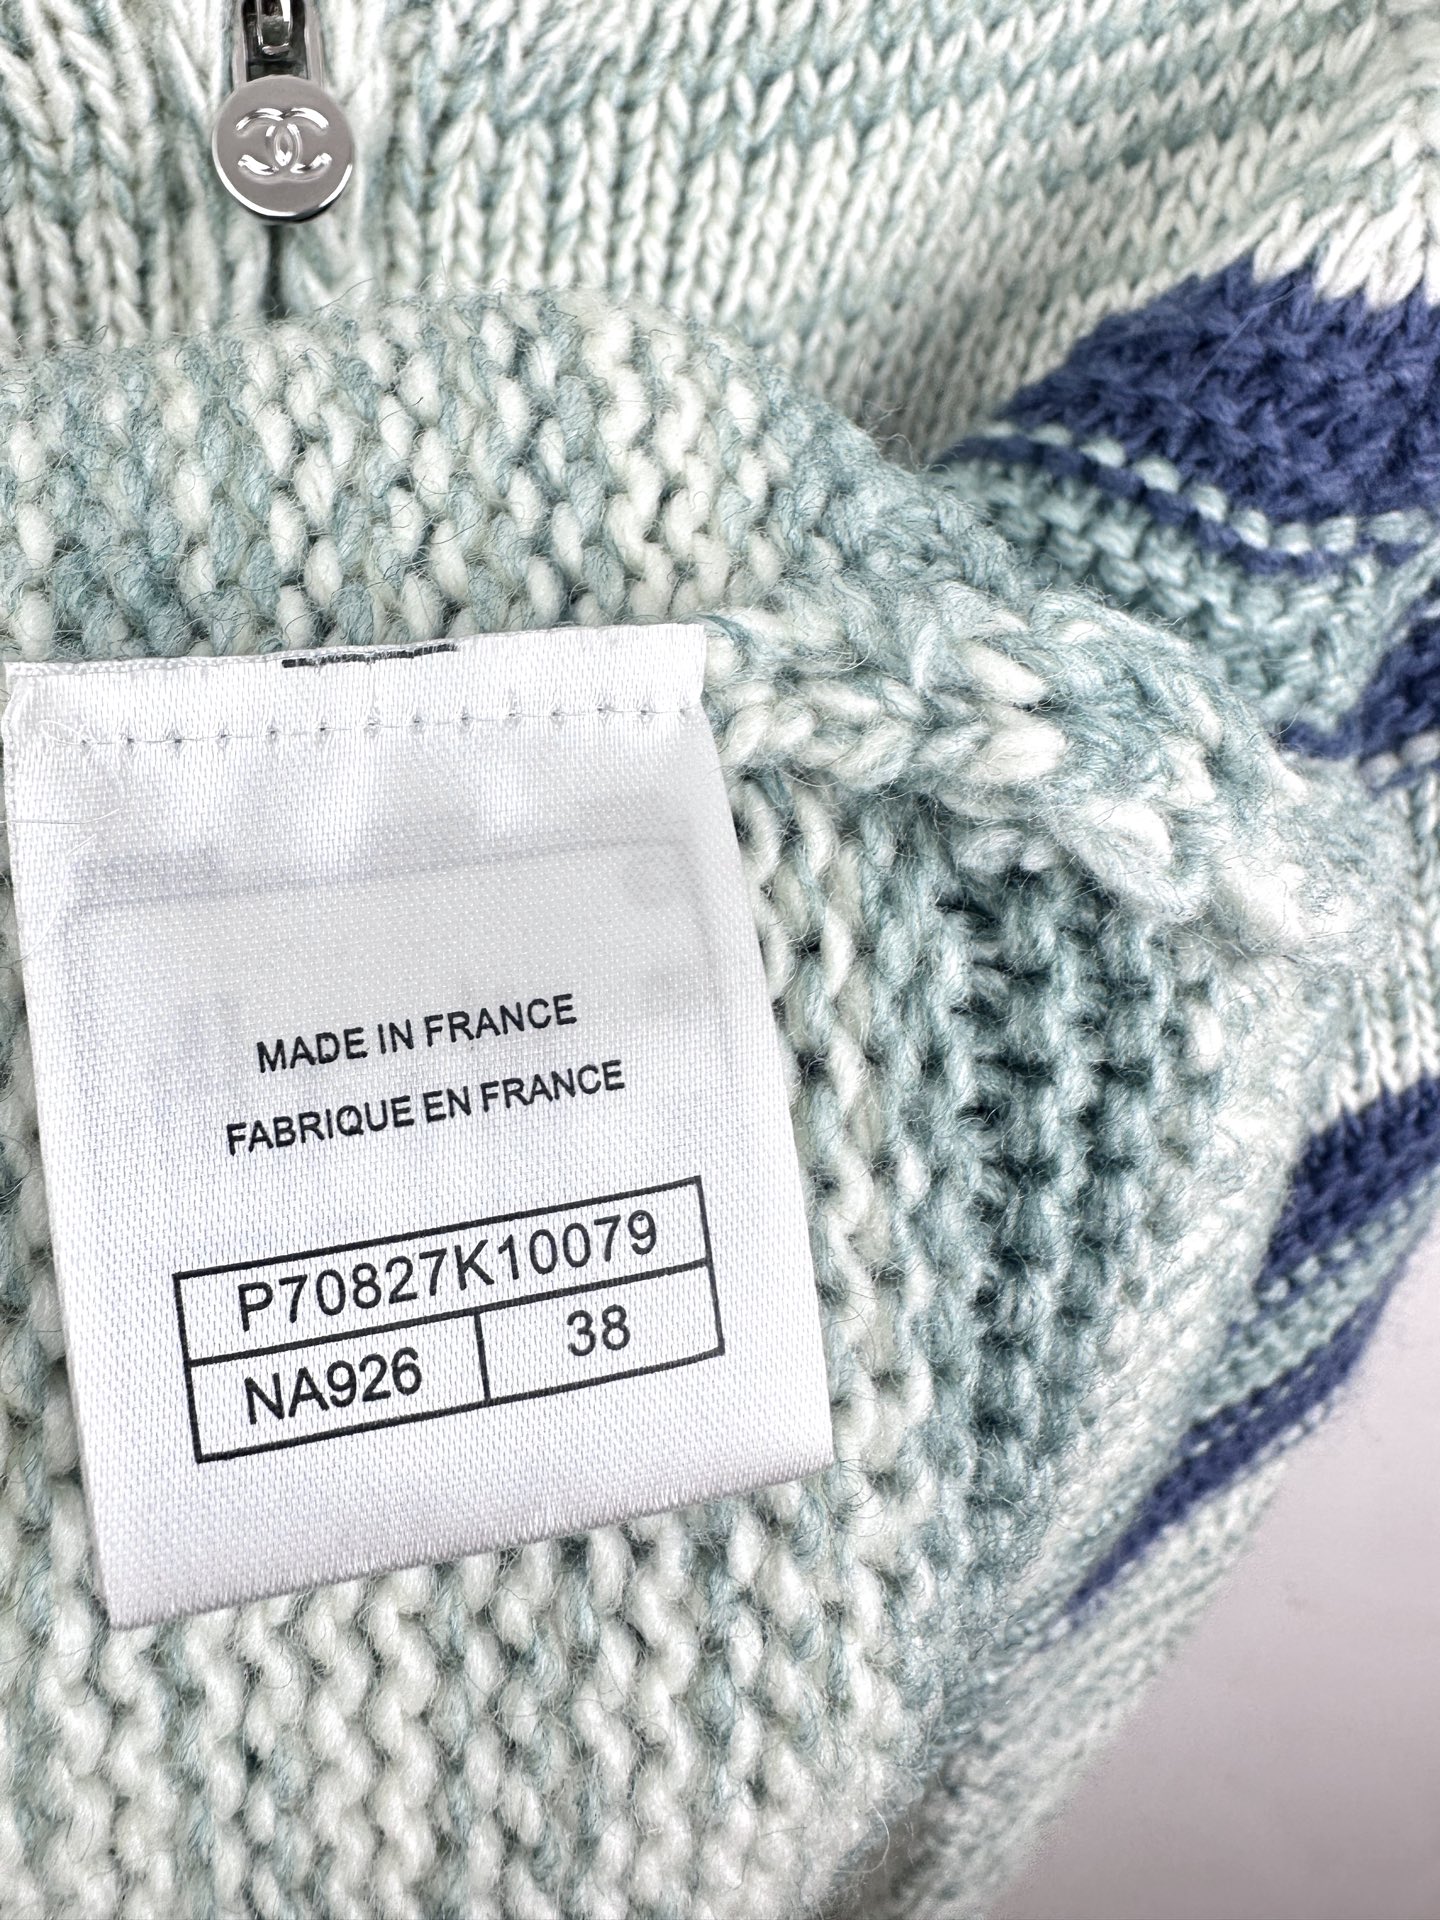 MADE IN FRANCE
FABRIQUE EN FRANCE
P70827K10079
NA926 38